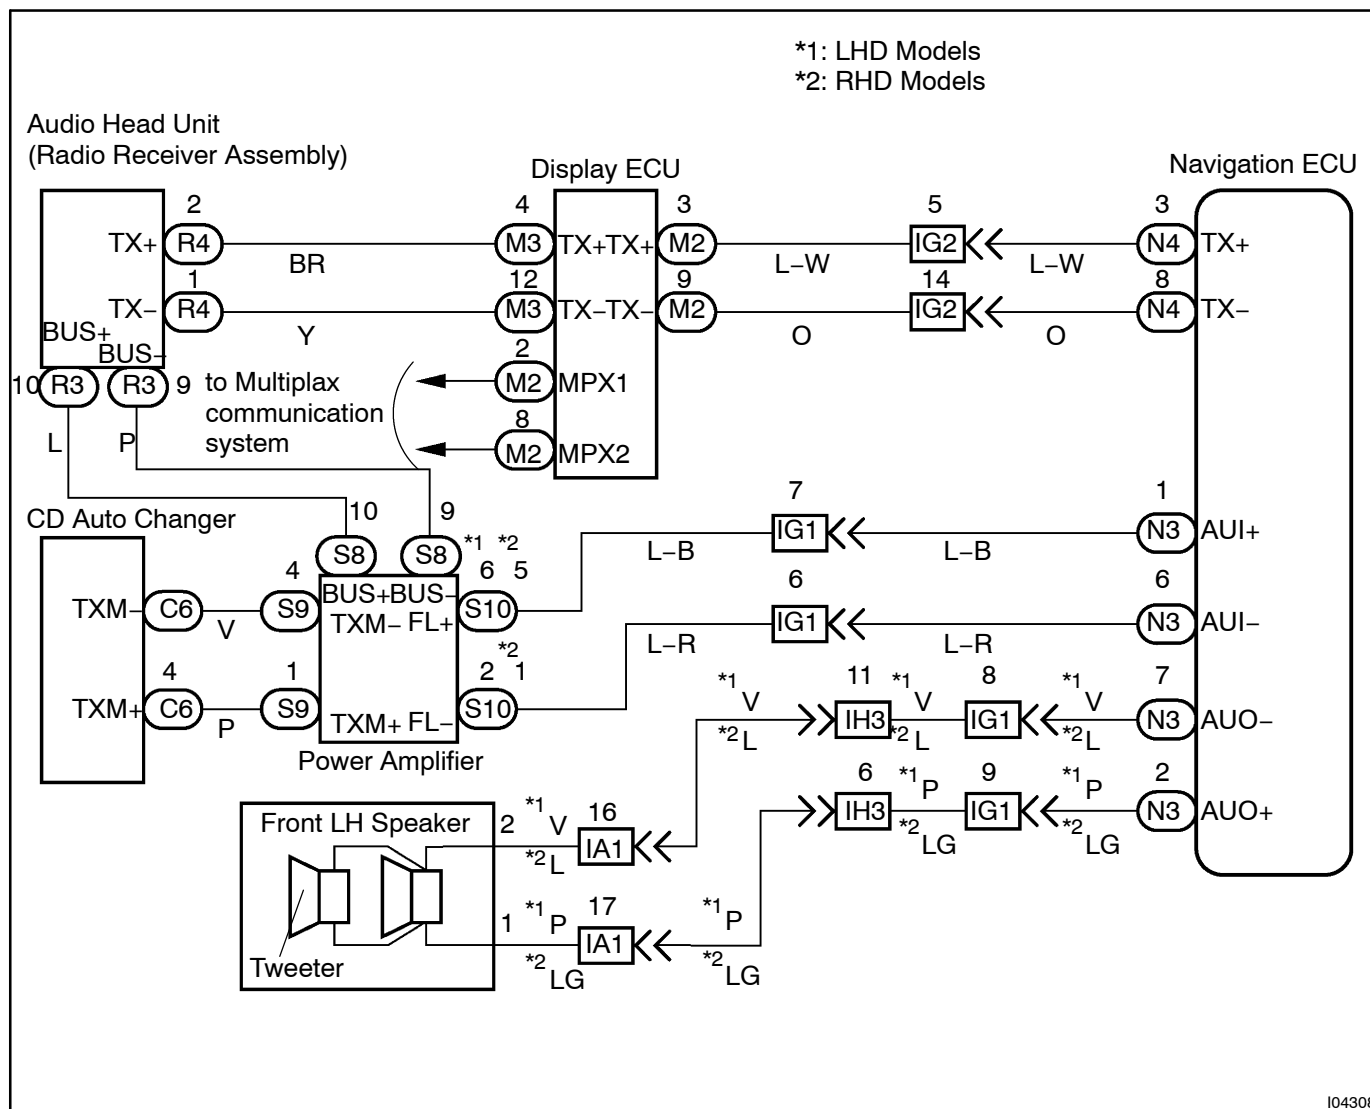 *1: LHD Models
*2: RHD Models
Audio Head Unit
(Radio Receiver Assembly)
Display ECU
Navigation ECU
2 4 3 5 3
TX+ R4 M3 TX+TX+ M2 IG2 N4 TX+
BR L-W L-W
1 12 9 14 8
TX- R4 M3 TX-TX- M2 IG2 N4 TX-
Y O O
BUS+
BUS-
10 R3 R3 9
to Multiplax
communication
system
2
M2 MPX1
8
M2 MPX2
L P
CD Auto Changer
10 9 7 1
S8 S8 IG1 N3 AUI+
L-B L-B
*1 *2
4 6 5 6 6
BUS+BUS-
TXM- C6 S9 S10 IG1 N3 AUI-
V TXM- FL+
L-R L-R
*2
4 1 2 1
TXM+ C6 S9 S10
P TXM+ FL-
Power Amplifier
*1 V 11 *1 V 8 *1 V 7
IH3 IG1 N3 AUO-
*2 L *2 L *2 L
6 *1 P 9 *1 P 2
IH3 IG1 N3 AUO+
*2 LG *2 LG
Front LH Speaker
2 *1 V 16
IA1
*2 L
1 *1 P 17 *1 P
IA1
*2 LG *2 LG
Tweeter
I04308